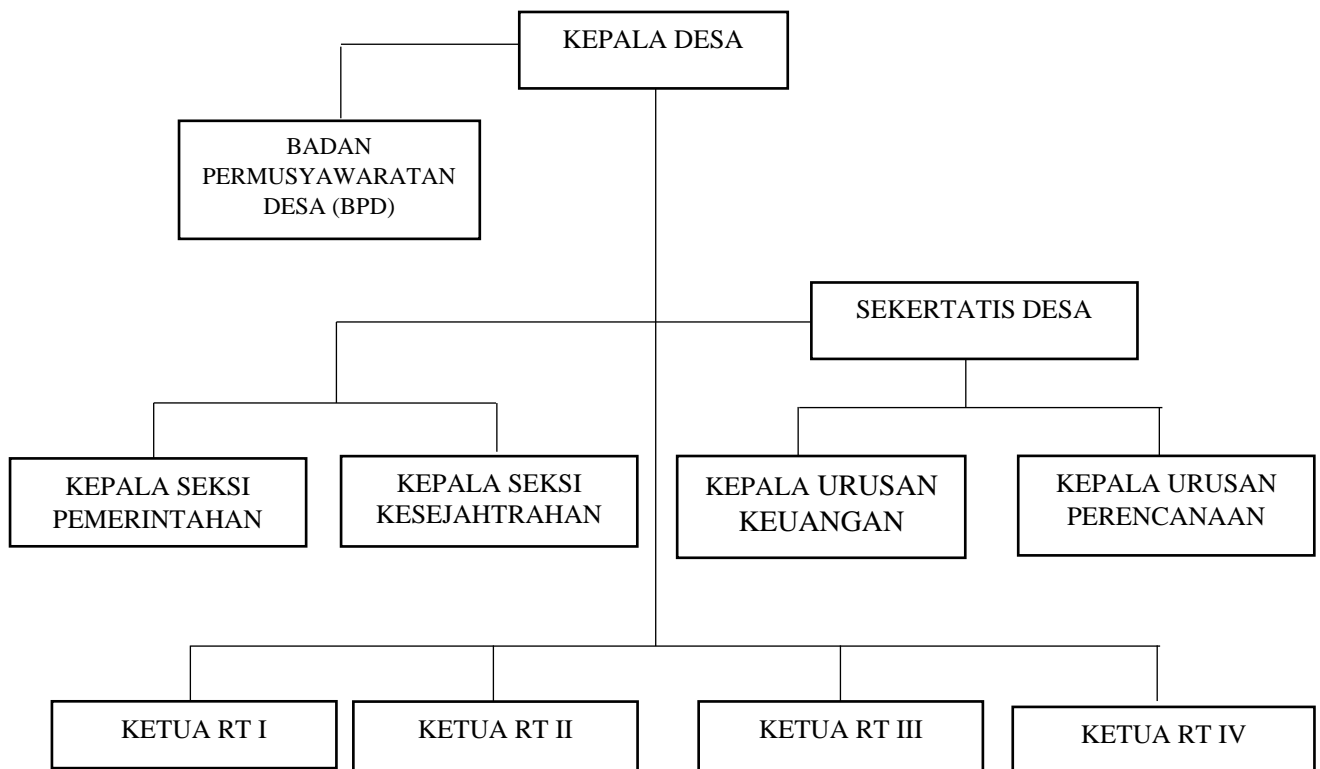 KEPALA DESA
BADAN
PERMUSYAWARATAN
DESA (BPD)
SEKERTATIS DESA
KEPALA SEKSI
PEMERINTAHAN
KEPALA SEKSI
KESEJAHTRAHAN
KEPALA URUSAN
KEUANGAN
KEPALA URUSAN
PERENCANAAN
KETUA RT I
KETUA RT II
KETUA RT III
KETUA RT IV